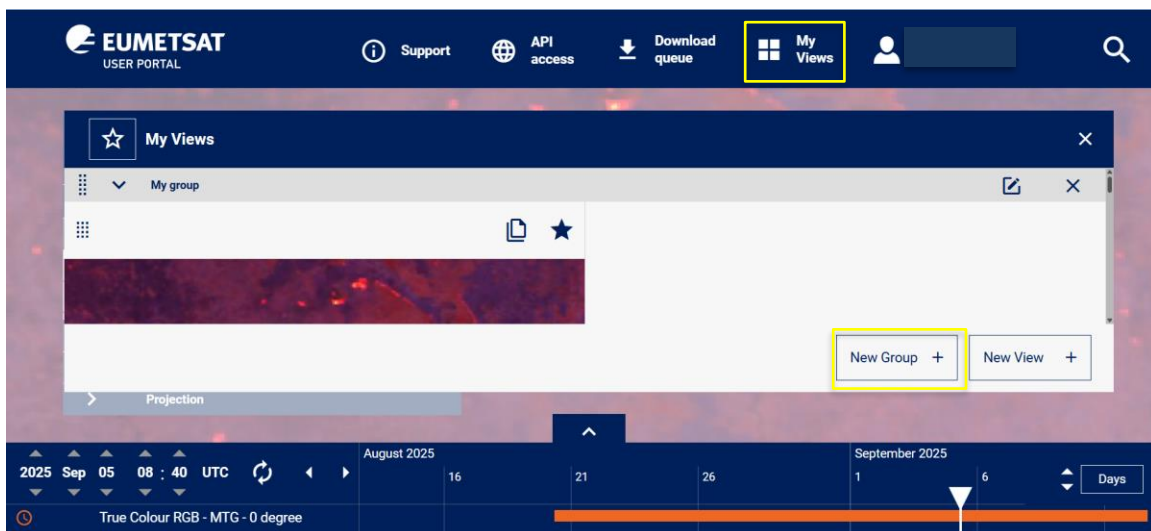 EUMETSAT
USER PORTAL
Support
API
access
Download
queue
My
Views
My Views
My group
New Group +
New View +
Projection
August 2025
September 2025
2025 Sep 05 08 : 40 UTC
16 21 26 1 6
Days
True Colour RGB - MTG - 0 degree